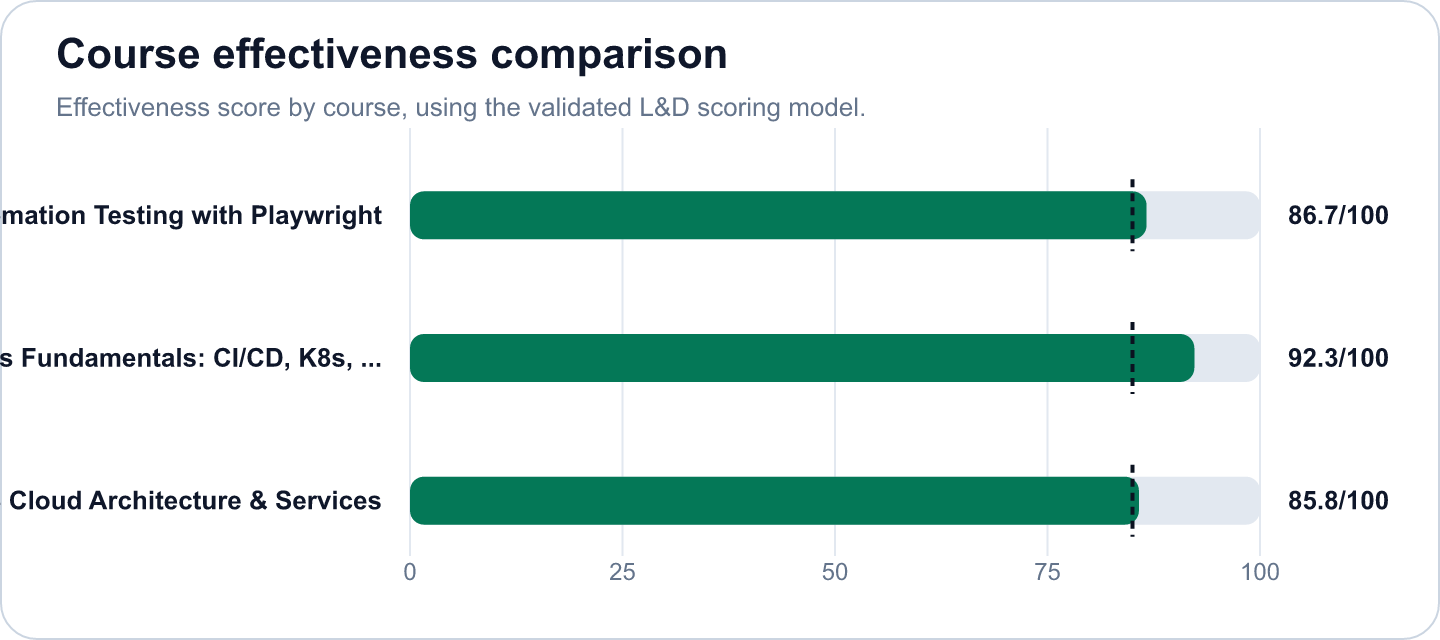 Course effectiveness comparison
Effectiveness score by course, using the validated L&D scoring model.
mation Testing with Playwright 86.7/100
s Fundamentals: CI/CD, K8s, ... 92.3/100
Cloud Architecture & Services 85.8/100
0 25 50 75 100